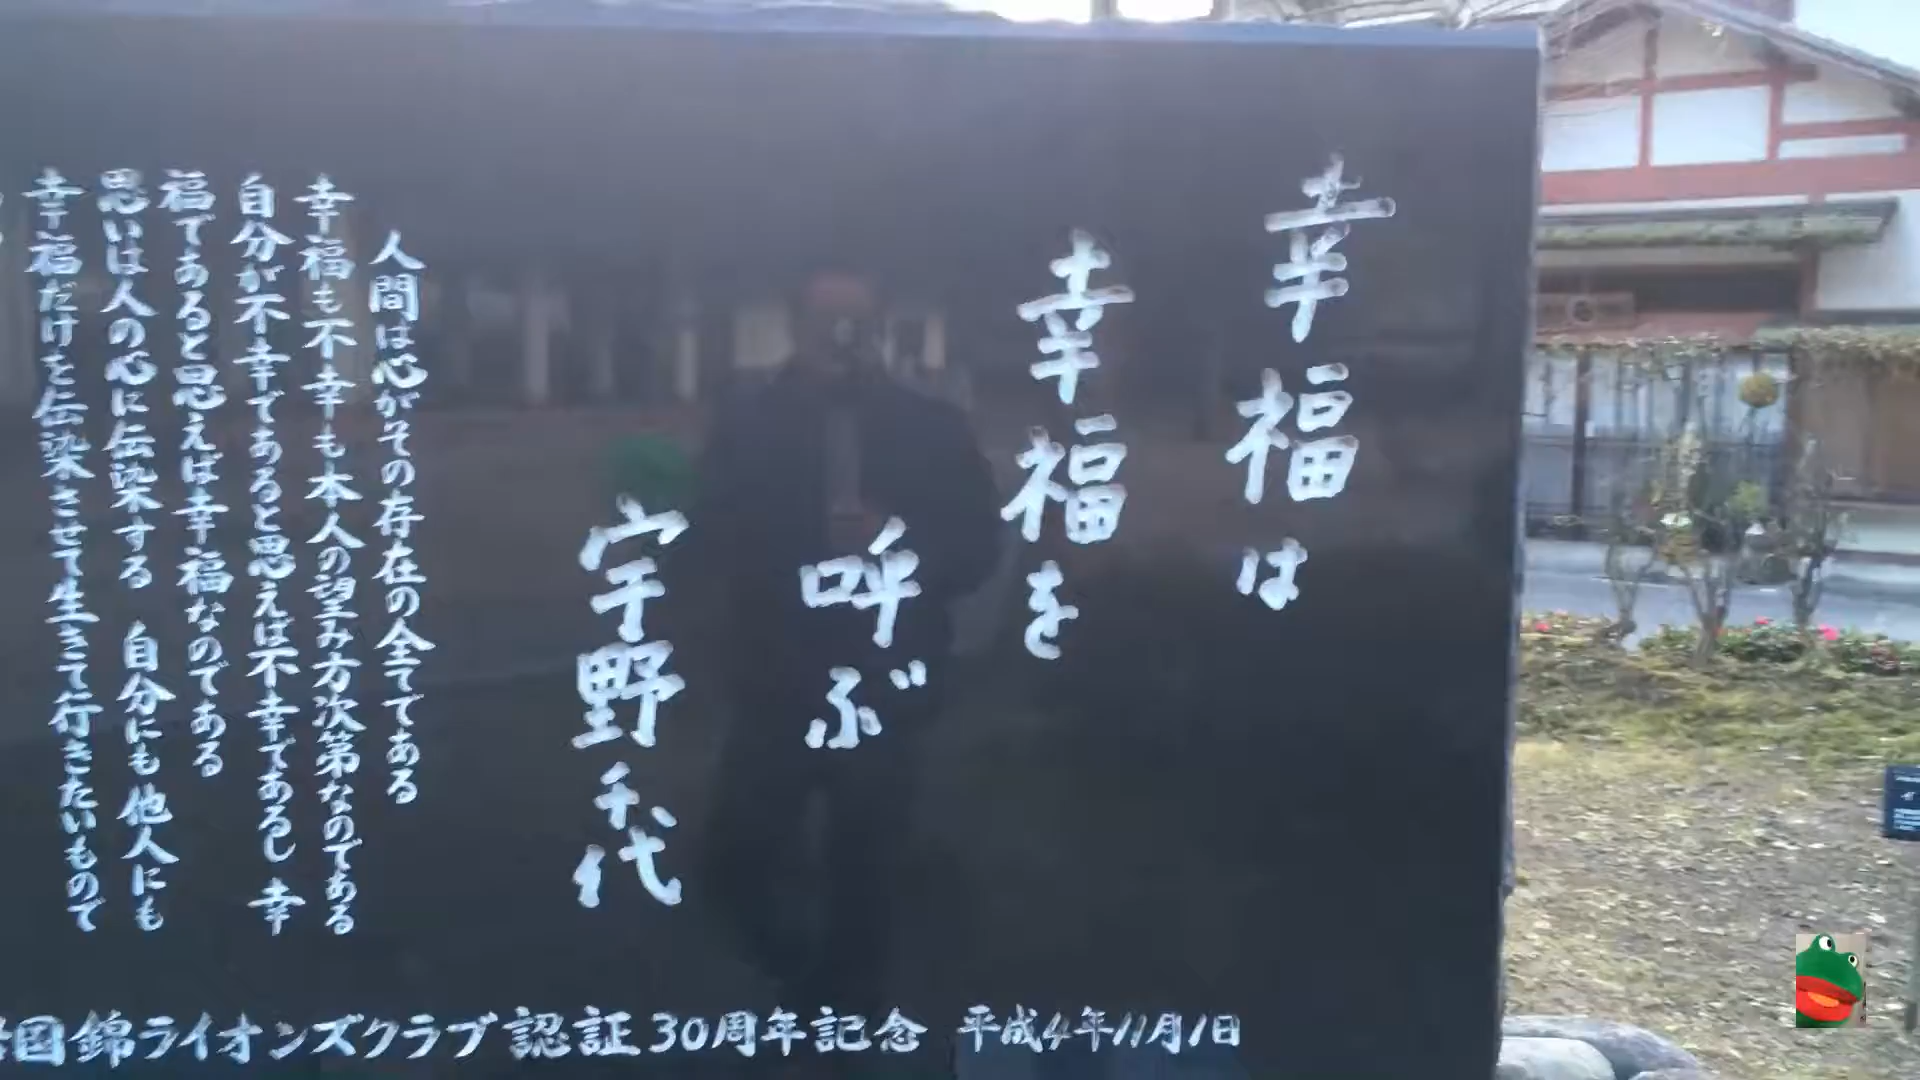 幸福は
幸福を
呼ぶ
宇野千代
人間は心がその存在の全てである
幸福も不幸も本人の望み方次第なのである
自分が不幸であると思えば不幸であるし 幸
福であると思えば幸福なのである
思いは人の心に伝染する 自分にも他人にも
幸福だけを伝染させて生きて行きたいもので
国錦ライオンズクラブ認証30周年記念 平成4年11月1日